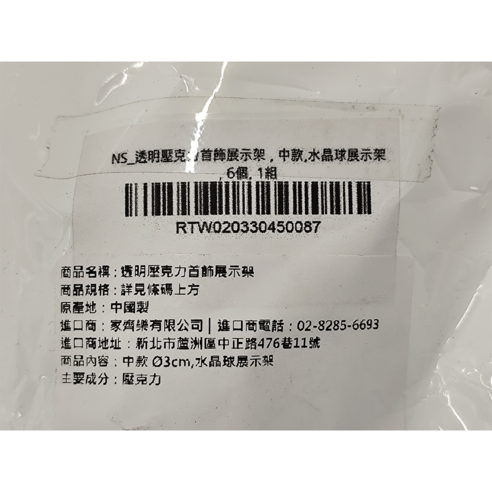 NS_透明壓克力首飾展示架 , 中款,水晶球展示架
, 6個, 1組
RTW020330450087
商品名稱 : 透明壓克力首飾展示架
商品規格 : 詳見條碼上方
原產地 : 中國製
進口商 : 家齊樂有限公司 | 進口商電話 : 02-8285-6693
進口商地址 : 新北市蘆洲區中正路476巷11號
商品內容 : 中款 Ø3cm,水晶球展示架
主要成分 : 壓克力